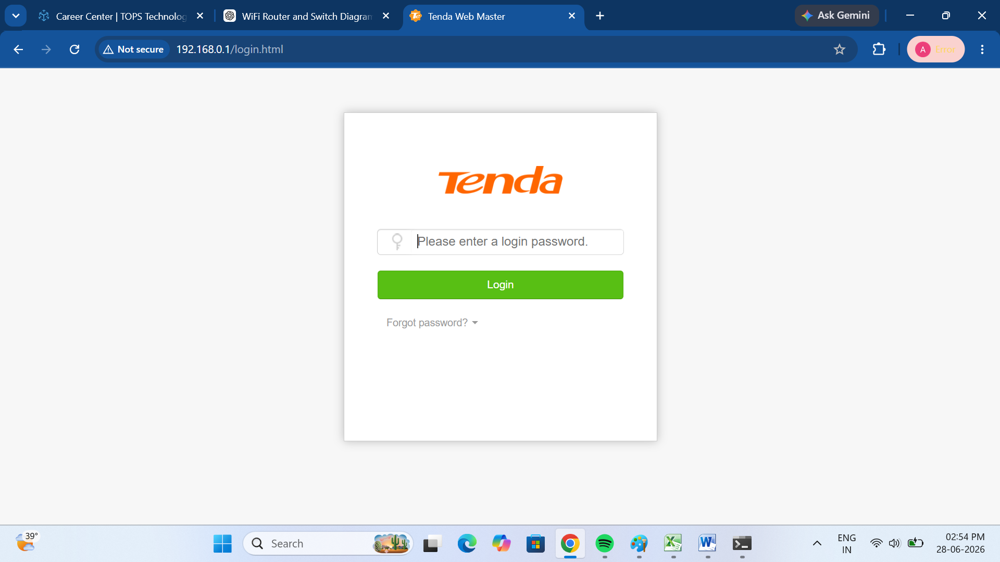 Career Center | TOPS Technolog
WiFi Router and Switch Diagram
Tenda Web Master
Ask Gemini
Not secure
192.168.0.1/login.html
A
Error
Tenda
Please enter a login password.
Login
Forgot password?
39°
Search
ENG
IN
02:54 PM
28-06-2026